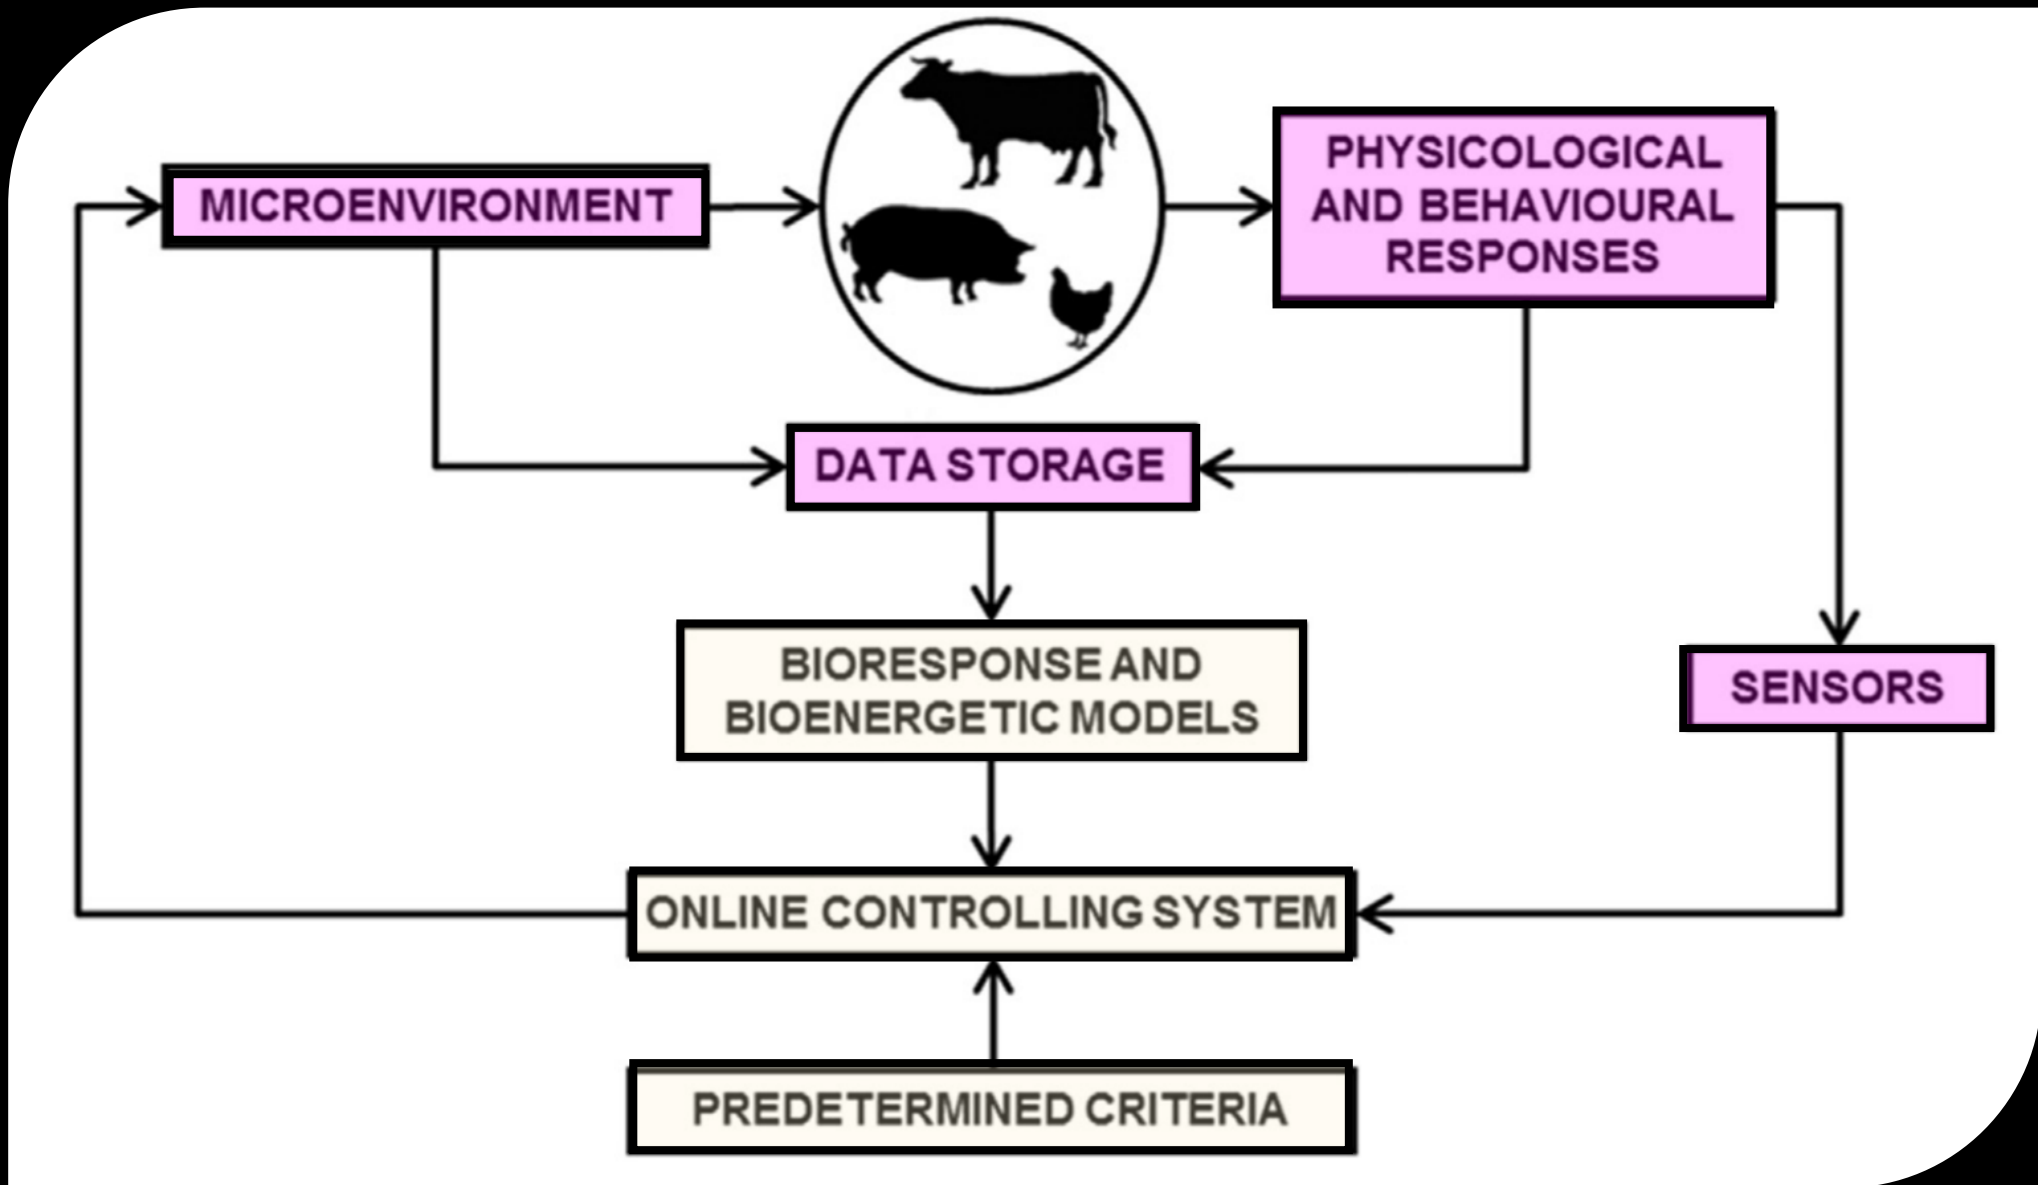 MICROENVIRONMENT
PHYSICOLOGICAL
AND BEHAVIOURAL
RESPONSES
DATA STORAGE
BIORESPONSE AND
BIOENERGETIC MODELS
SENSORS
ONLINE CONTROLLING SYSTEM
PREDETERMINED CRITERIA